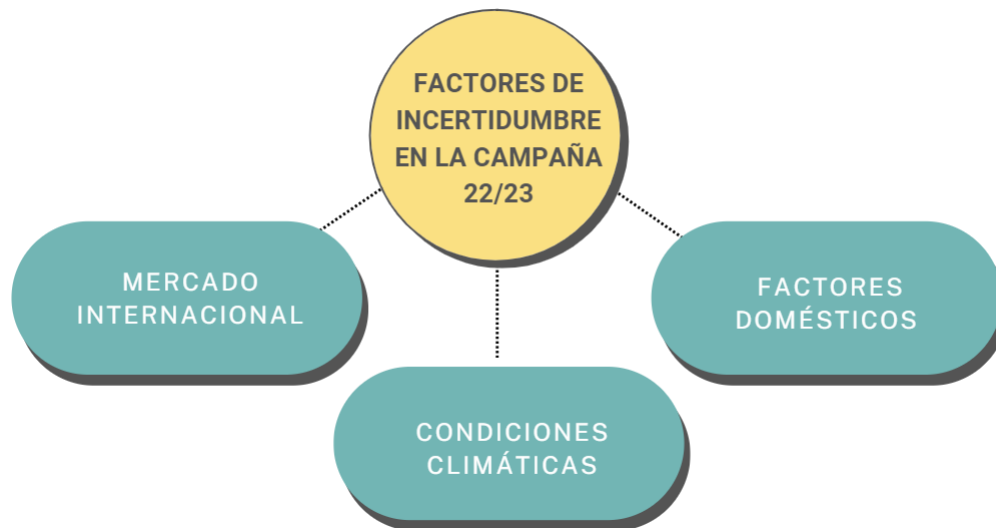 FACTORES DE
INCERTIDUMBRE
EN LA CAMPAÑA
22/23
MERCADO
INTERNACIONAL
FACTORES
DOMÉSTICOS
CONDICIONES
CLIMÁTICAS